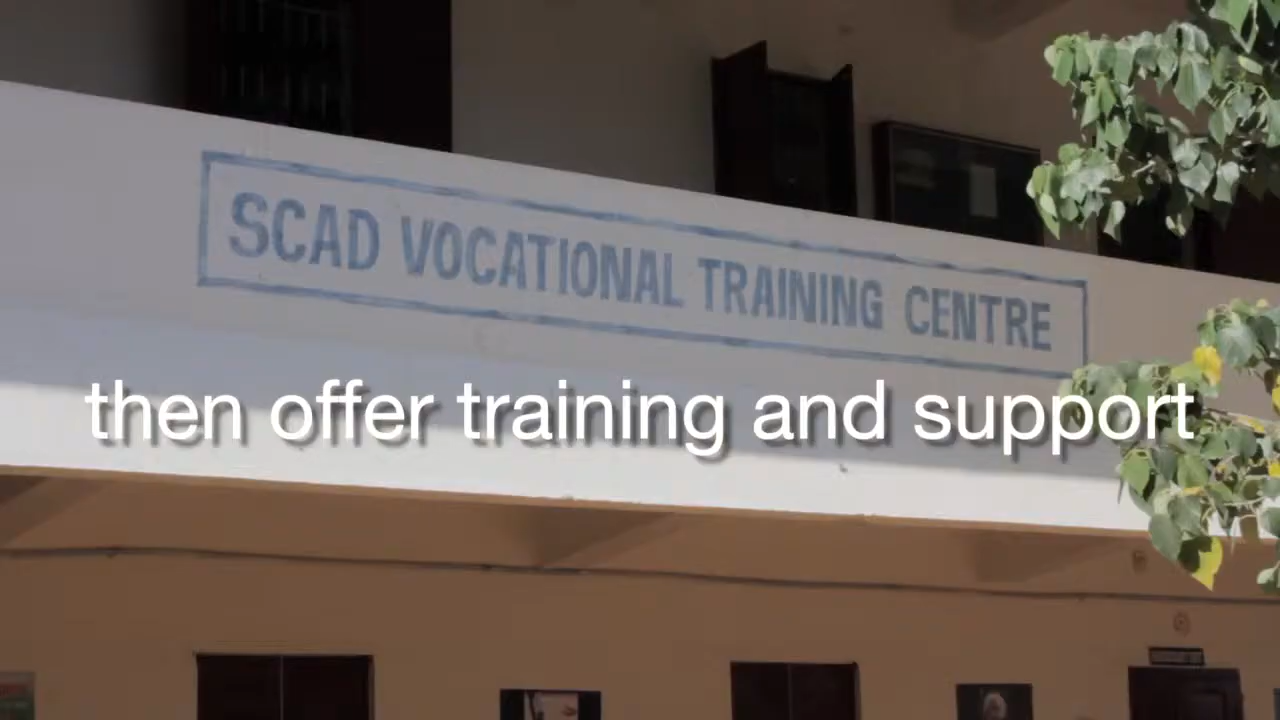 SCAD VOCATIONAL TRAINING CENTRE
then offer training and support